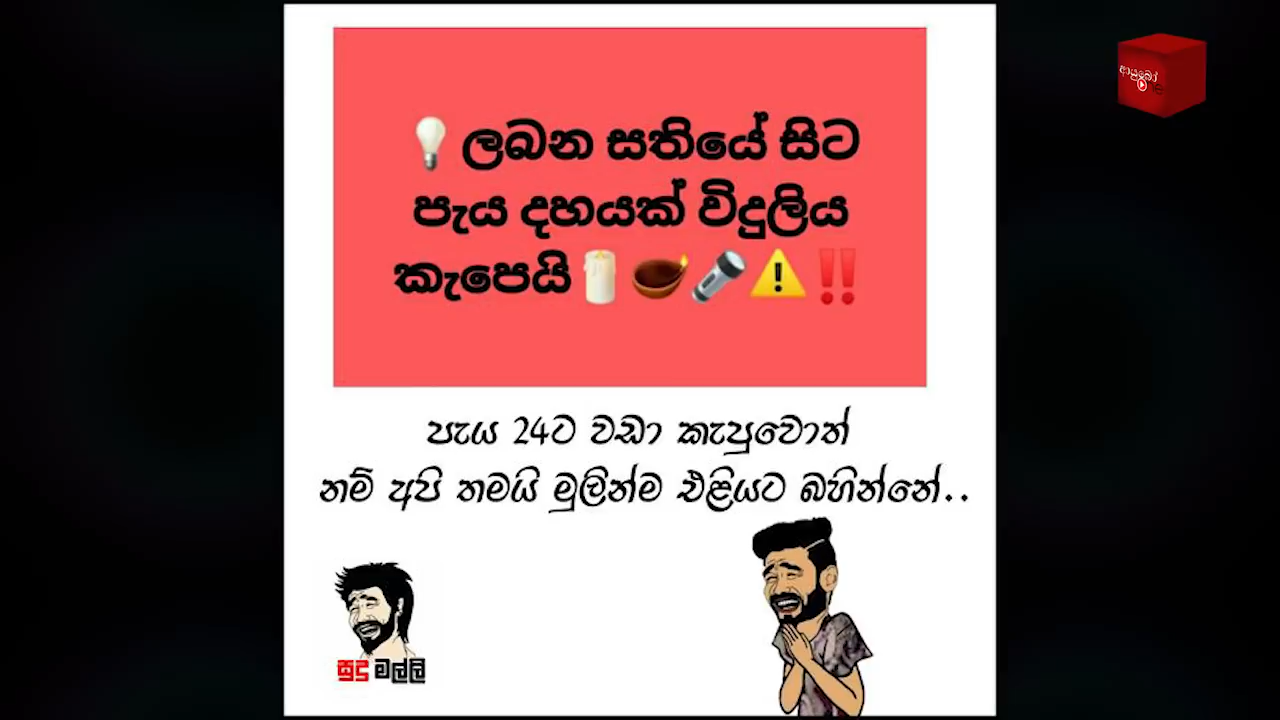 💡ලබන සතියේ සිට
පැය දහයක් විදුලිය
කැපෙයි🕯️🪔🔦⚠️‼️
පැය 24ට වඩා කැපුවොත්
නම් අපි තමයි මුලින්ම එළියට බහින්නේ..
සුදු මල්ලි